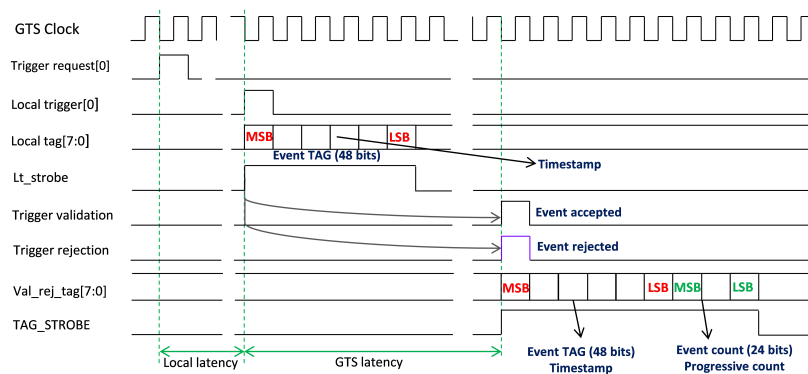 GTS Clock
Trigger request[0]
Local trigger[0]
Local tag[7:0]
MSB
LSB
Event TAG (48 bits)
Timestamp
Lt_strobe
Trigger validation
Event accepted
Trigger rejection
Event rejected
Val_rej_tag[7:0]
MSB
LSB
MSB
LSB
TAG_STROBE
Event TAG (48 bits)
Timestamp
Event count (24 bits)
Progressive count
Local latency
GTS latency